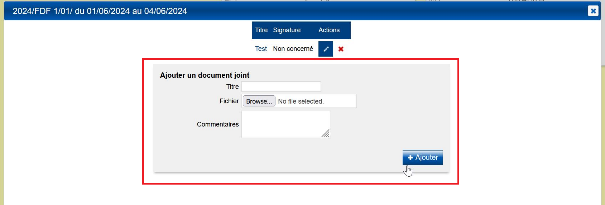 2024/FDF 1/01/ du 01/06/2024 au 04/06/2024
Titre Signature Actions
Test Non concerné
Ajouter un document joint
Titre
Fichier Browse... No file selected.
Commentaires
+ Ajouter